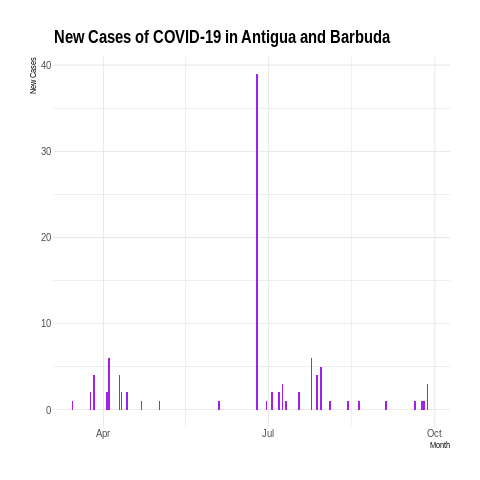 New Cases of COVID-19 in Antigua and Barbuda
New Cases
40
30
20
10
0
Apr
Jul
Oct
Month